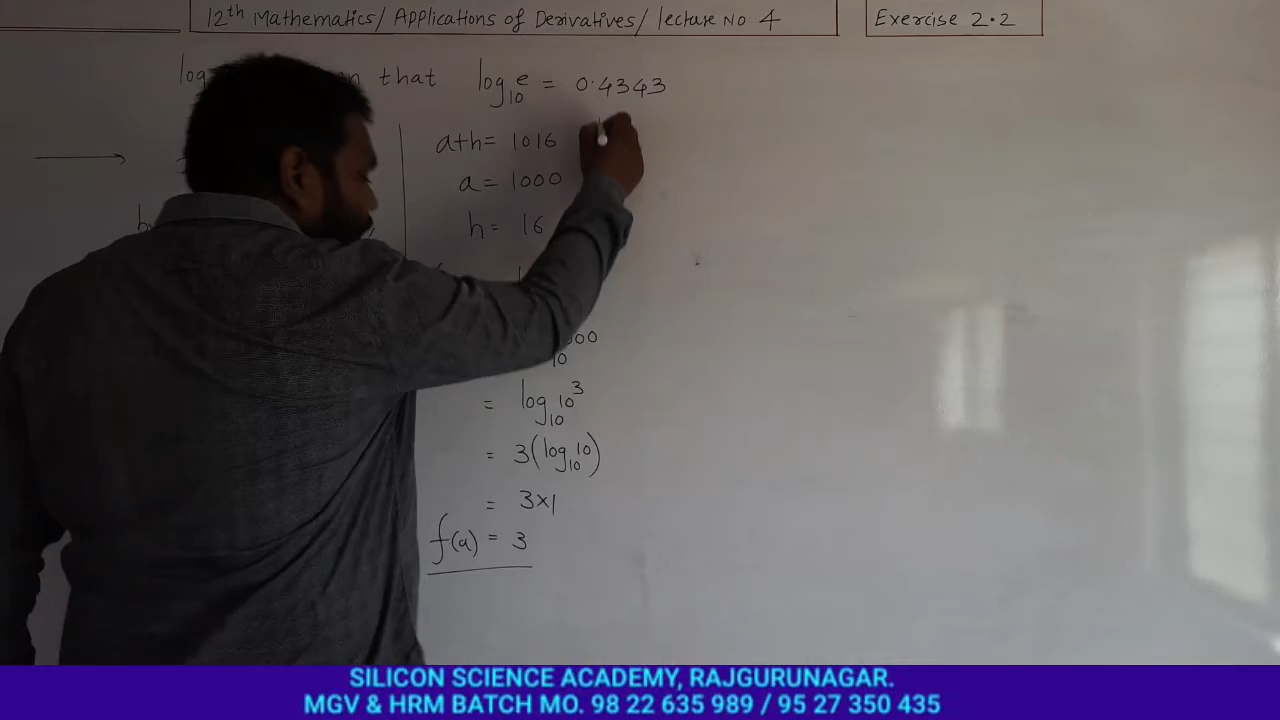 12th Mathematics/ Applications of Derivatives/ lecture No 4
Exercise 2.2
log that log₁₀ e = 0.4343
a+h= 1016
a= 1000
h= 16
10
= log₁₀ 10³
= 3(log₁₀ 10)
= 3×1
f(a) = 3
SILICON SCIENCE ACADEMY, RAJGURUNAGAR.
MGV & HRM BATCH MO. 98 22 635 989 / 95 27 350 435